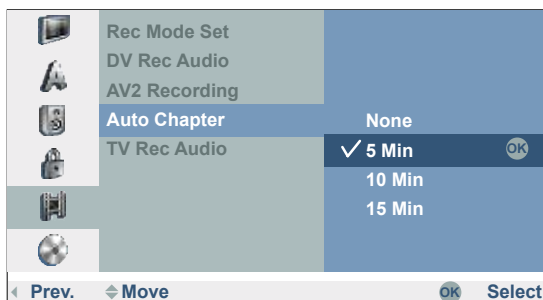 Rec Mode Set
DV Rec Audio
AV2 Recording
Auto Chapter
TV Rec Audio
None
✓ 5 Min OK
10 Min
15 Min
Prev. Move OK Select